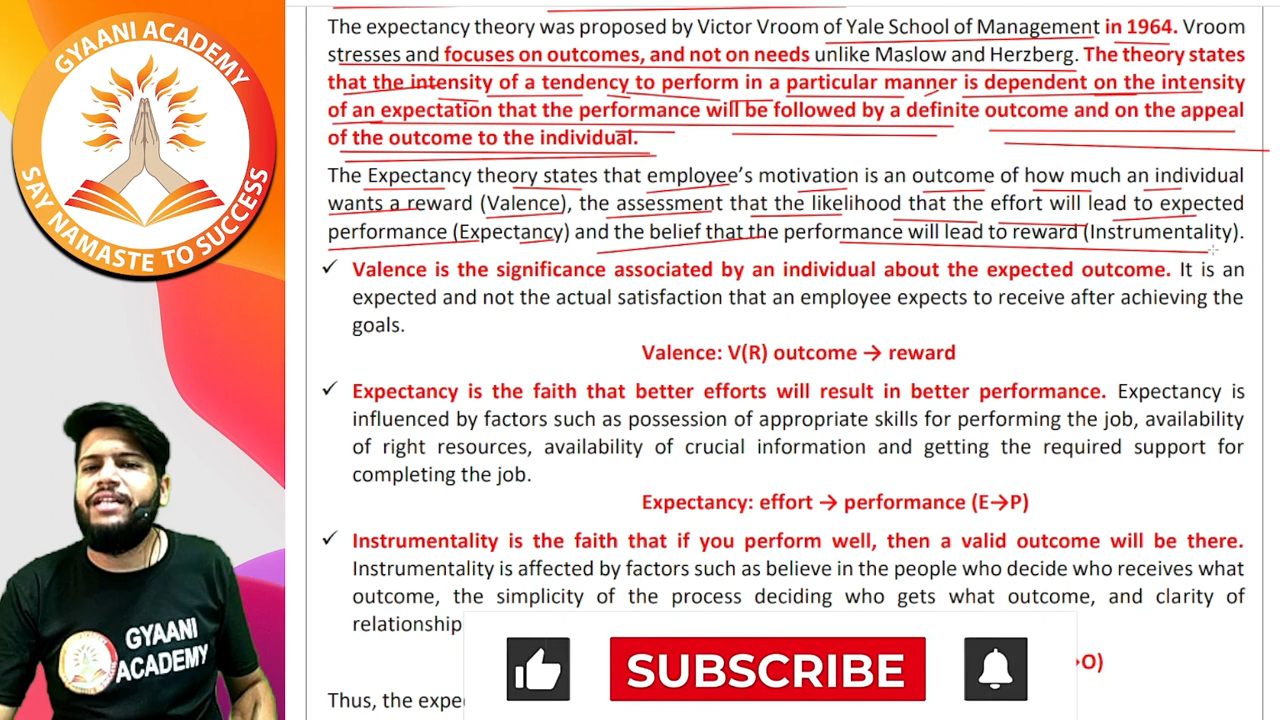 GYAANI ACADEMY
SAY NAMASTE TO SUCCESS
The expectancy theory was proposed by Victor Vroom of Yale School of Management in 1964. Vroom
stresses and focuses on outcomes, and not on needs unlike Maslow and Herzberg. The theory states
that the intensity of a tendency to perform in a particular manner is dependent on the intensity
of an expectation that the performance will be followed by a definite outcome and on the appeal
of the outcome to the individual.
The Expectancy theory states that employee's motivation is an outcome of how much an individual
wants a reward (Valence), the assessment that the likelihood that the effort will lead to expected
performance (Expectancy) and the belief that the performance will lead to reward (Instrumentality).
✓ Valence is the significance associated by an individual about the expected outcome. It is an
expected and not the actual satisfaction that an employee expects to receive after achieving the
goals.
Valence: V(R) outcome → reward
✓ Expectancy is the faith that better efforts will result in better performance. Expectancy is
influenced by factors such as possession of appropriate skills for performing the job, availability
of right resources, availability of crucial information and getting the required support for
completing the job.
Expectancy: effort → performance (E→P)
✓ Instrumentality is the faith that if you perform well, then a valid outcome will be there.
Instrumentality is affected by factors such as believe in the people who decide who receives what
outcome, the simplicity of the process deciding who gets what outcome, and clarity of
relationship
→O)
Thus, the
SUBSCRIBE
GYAANI
ACADEMY